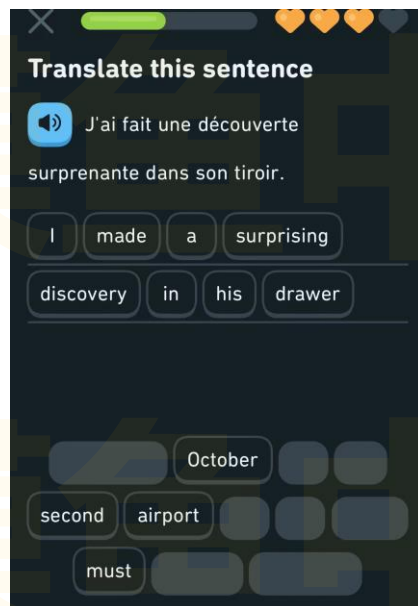 Translate this sentence
J'ai fait une découverte
surprenante dans son tiroir.
I made a surprising
discovery in his drawer
October
second airport
must